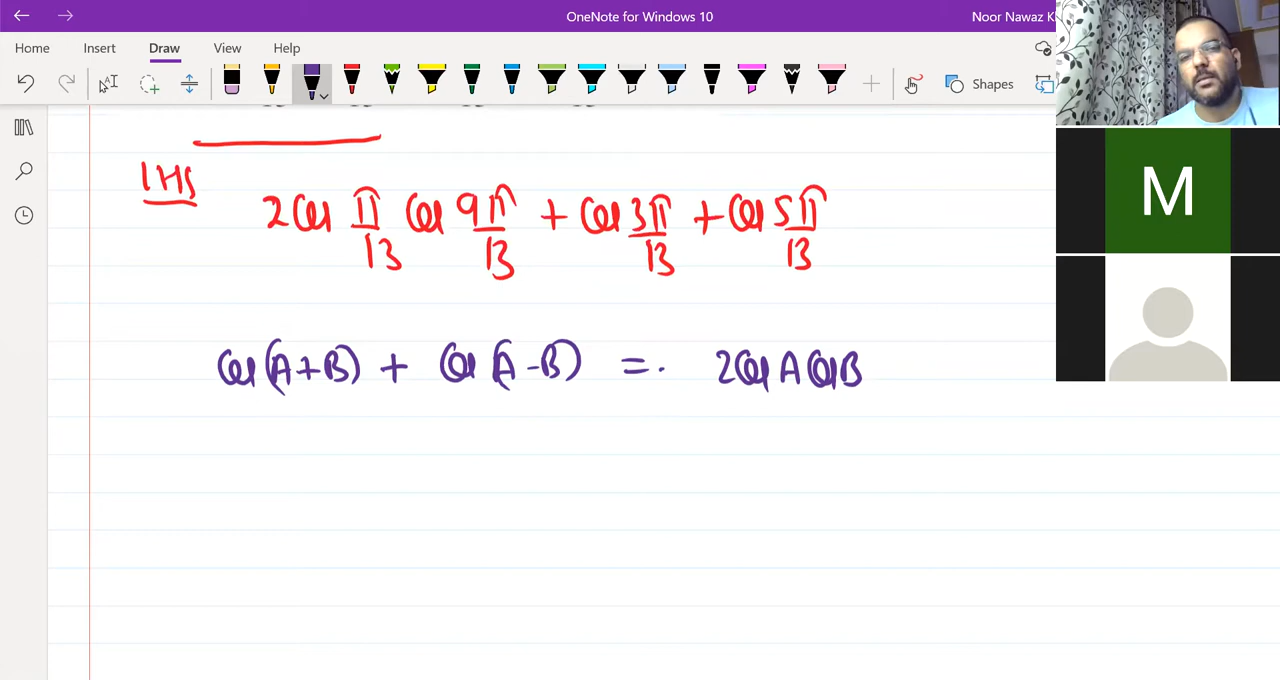 OneNote for Windows 10
Noor Nawaz K
Home Insert Draw View Help
Shapes
LHS
2Cos π/13 Cos 9π/13 + Cos 3π/13 + Cos 5π/13
Cos (A+B) + Cos (A-B) =. 2Cos A Cos B
M